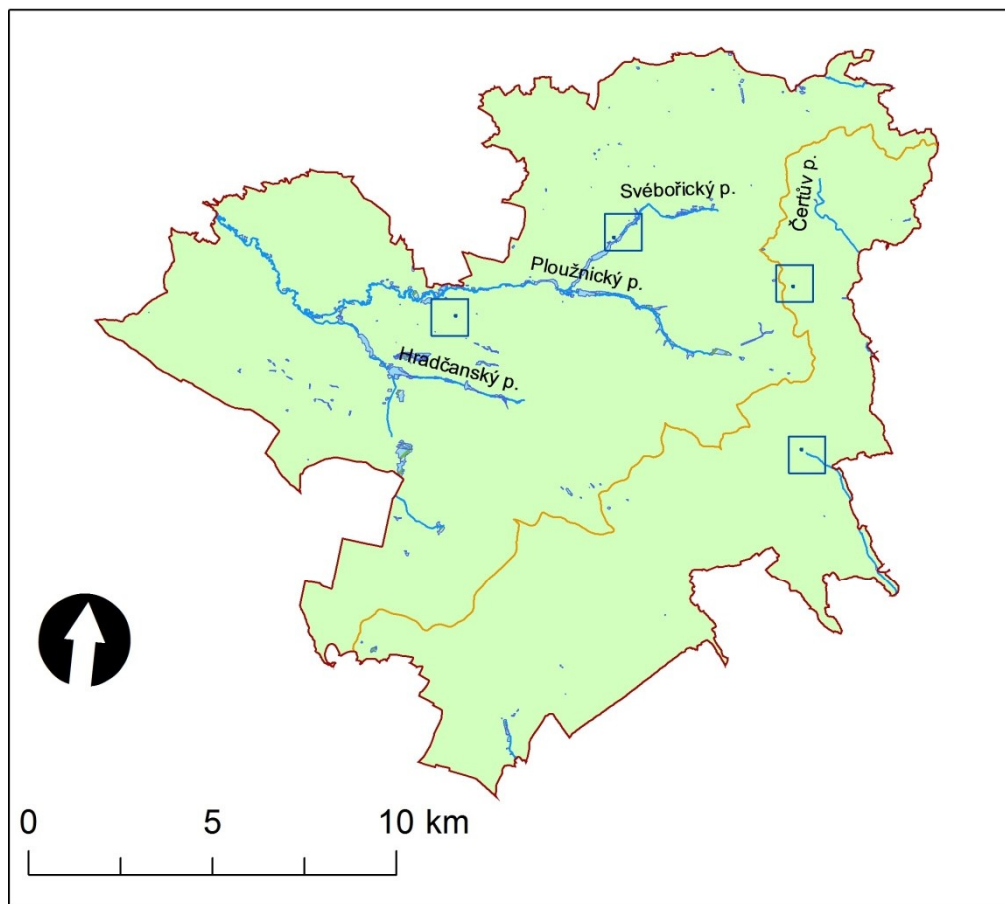 Svébořický p.
Čertův p.
Ploužnický p.
Hradčanský p.
0 5 10 km